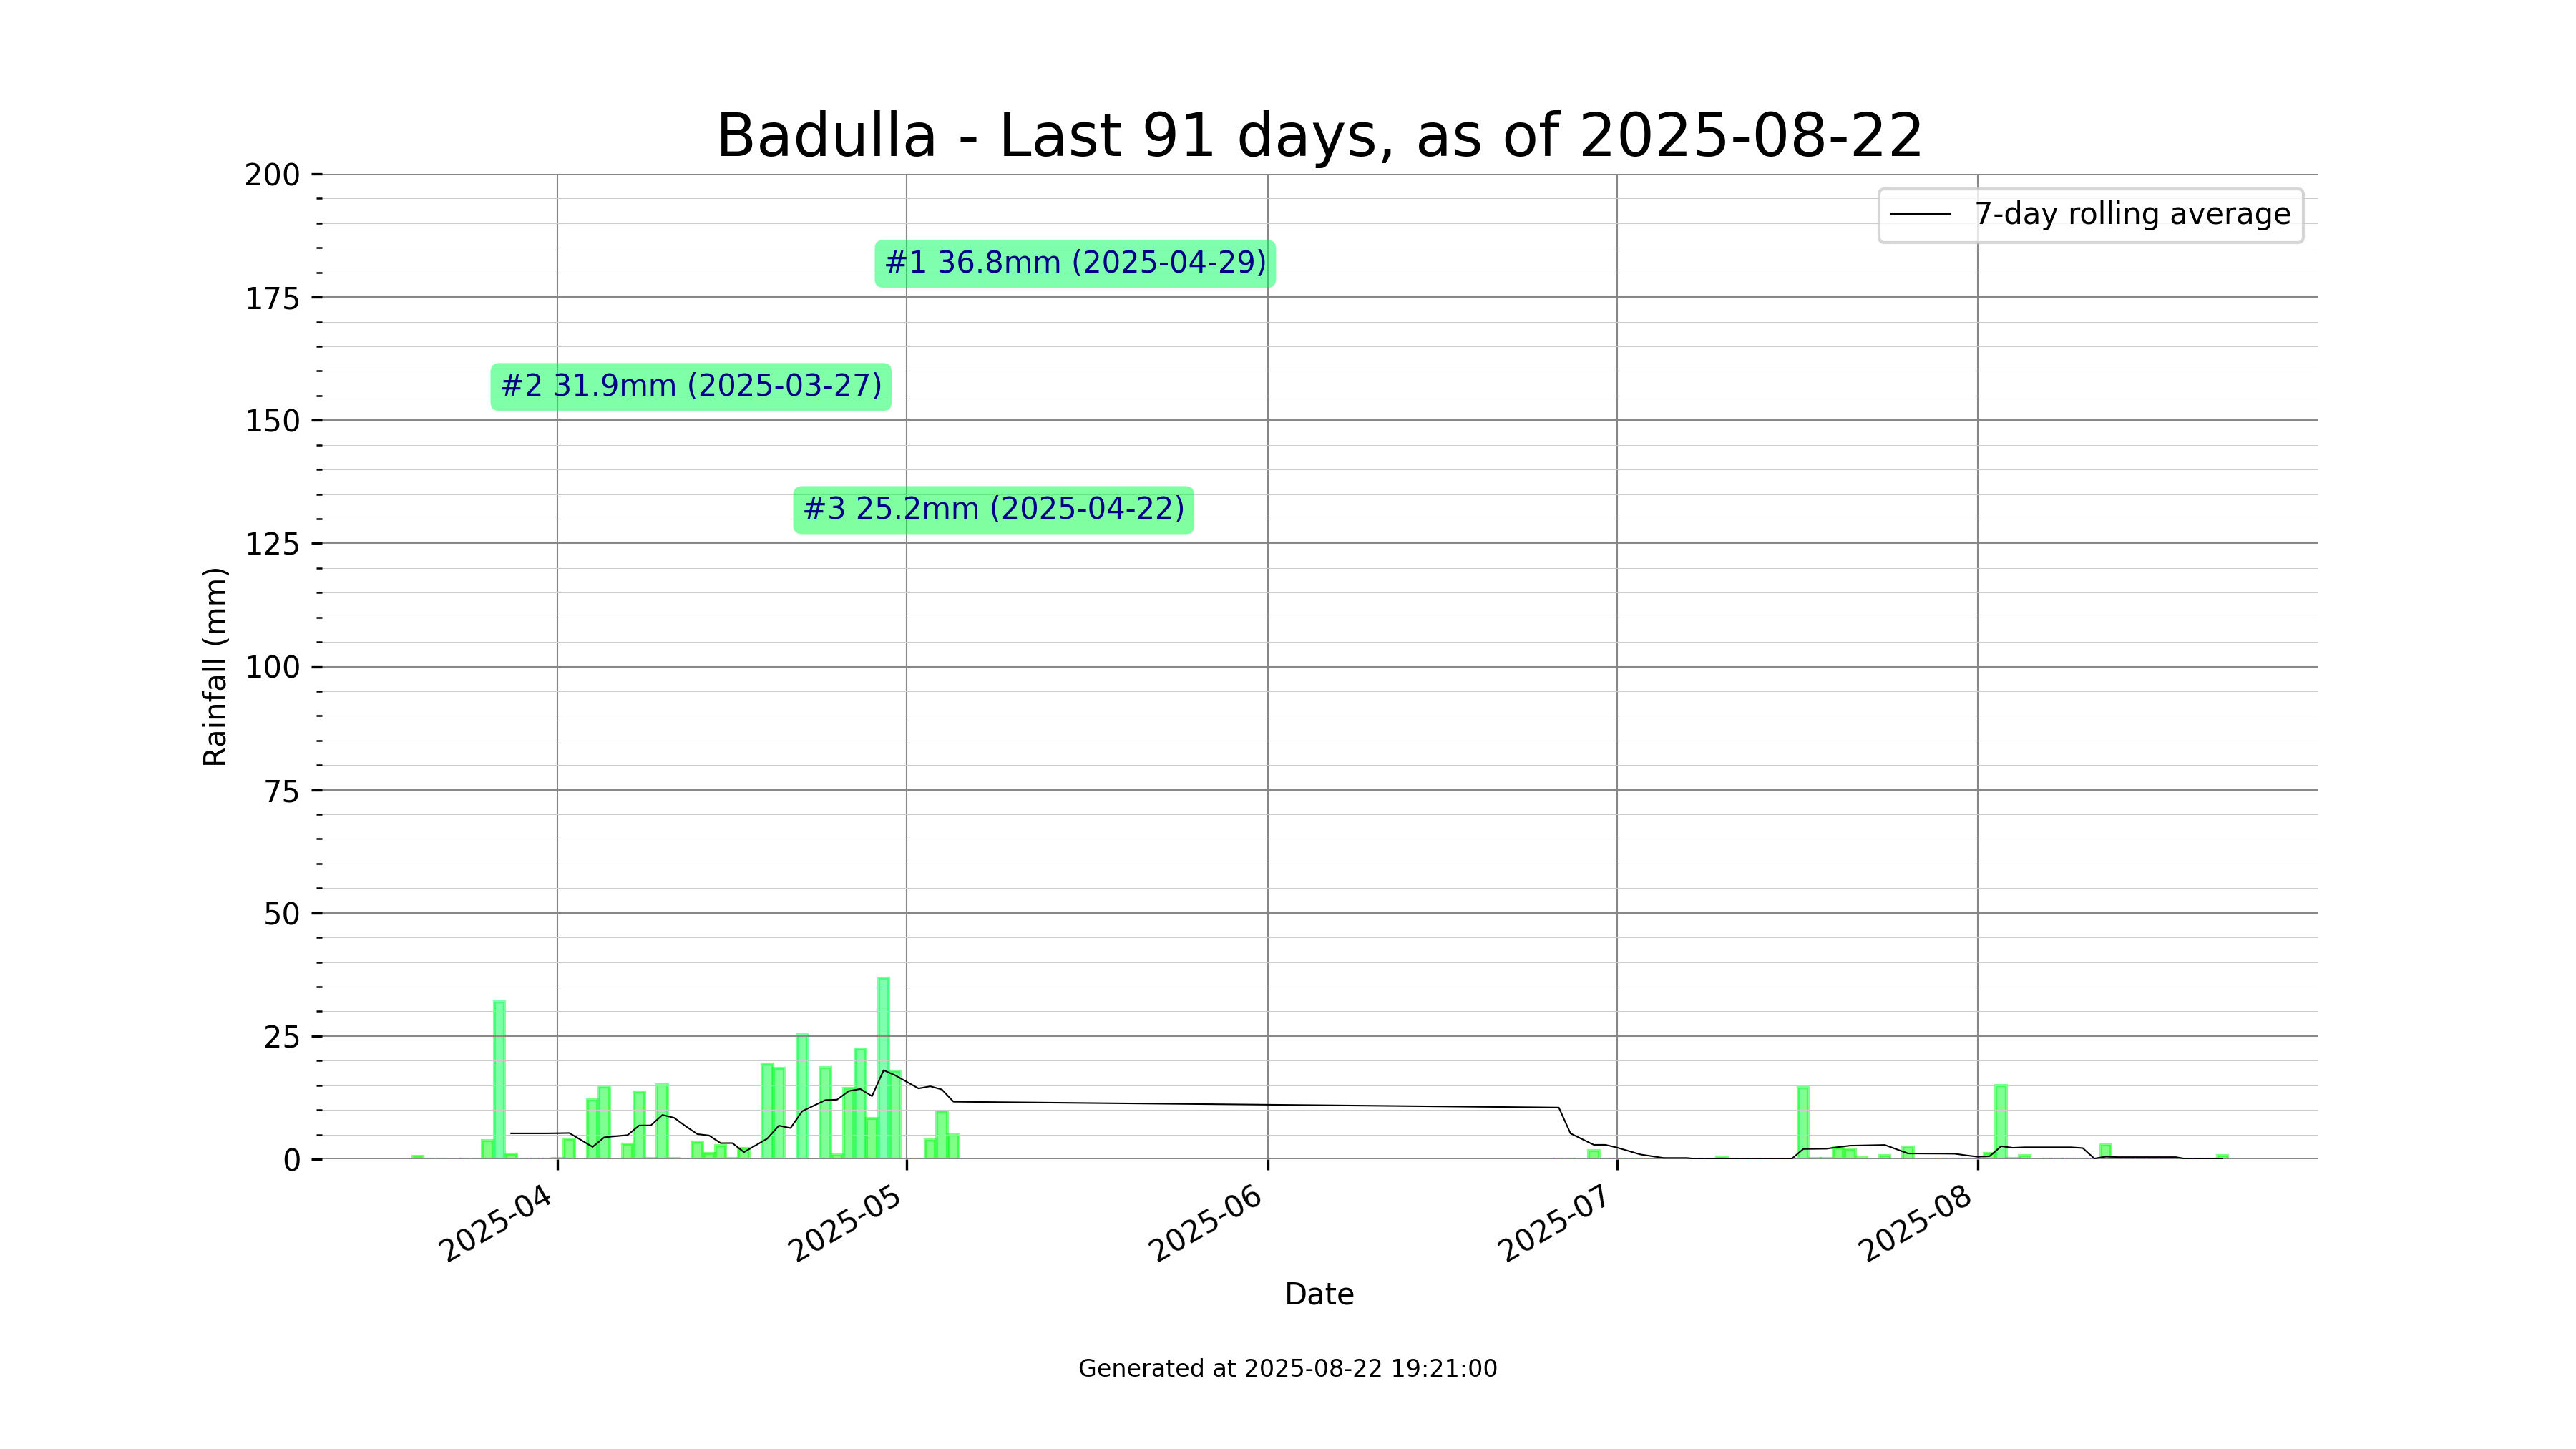 Badulla - Last 91 days, as of 2025-08-22
200
175
150
125
100
75
50
25
0
Rainfall (mm)
7-day rolling average
#1 36.8mm (2025-04-29)
#2 31.9mm (2025-03-27)
#3 25.2mm (2025-04-22)
2025-04
2025-05
2025-06
2025-07
2025-08
Date
Generated at 2025-08-22 19:21:00